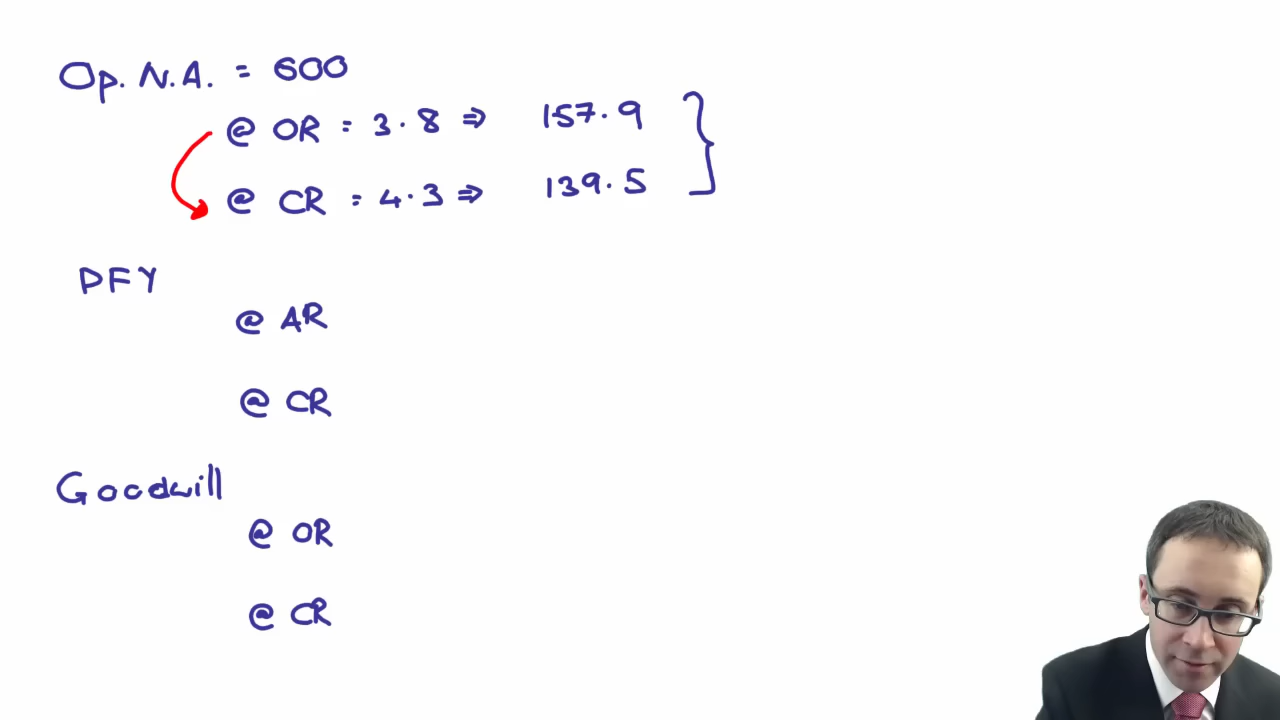 Op. N.A. = 600
@ OR = 3.8 ⇒ 157.9
@ CR = 4.3 ⇒ 139.5
PFY
@ AR
@ CR
Goodwill
@ OR
@ CR